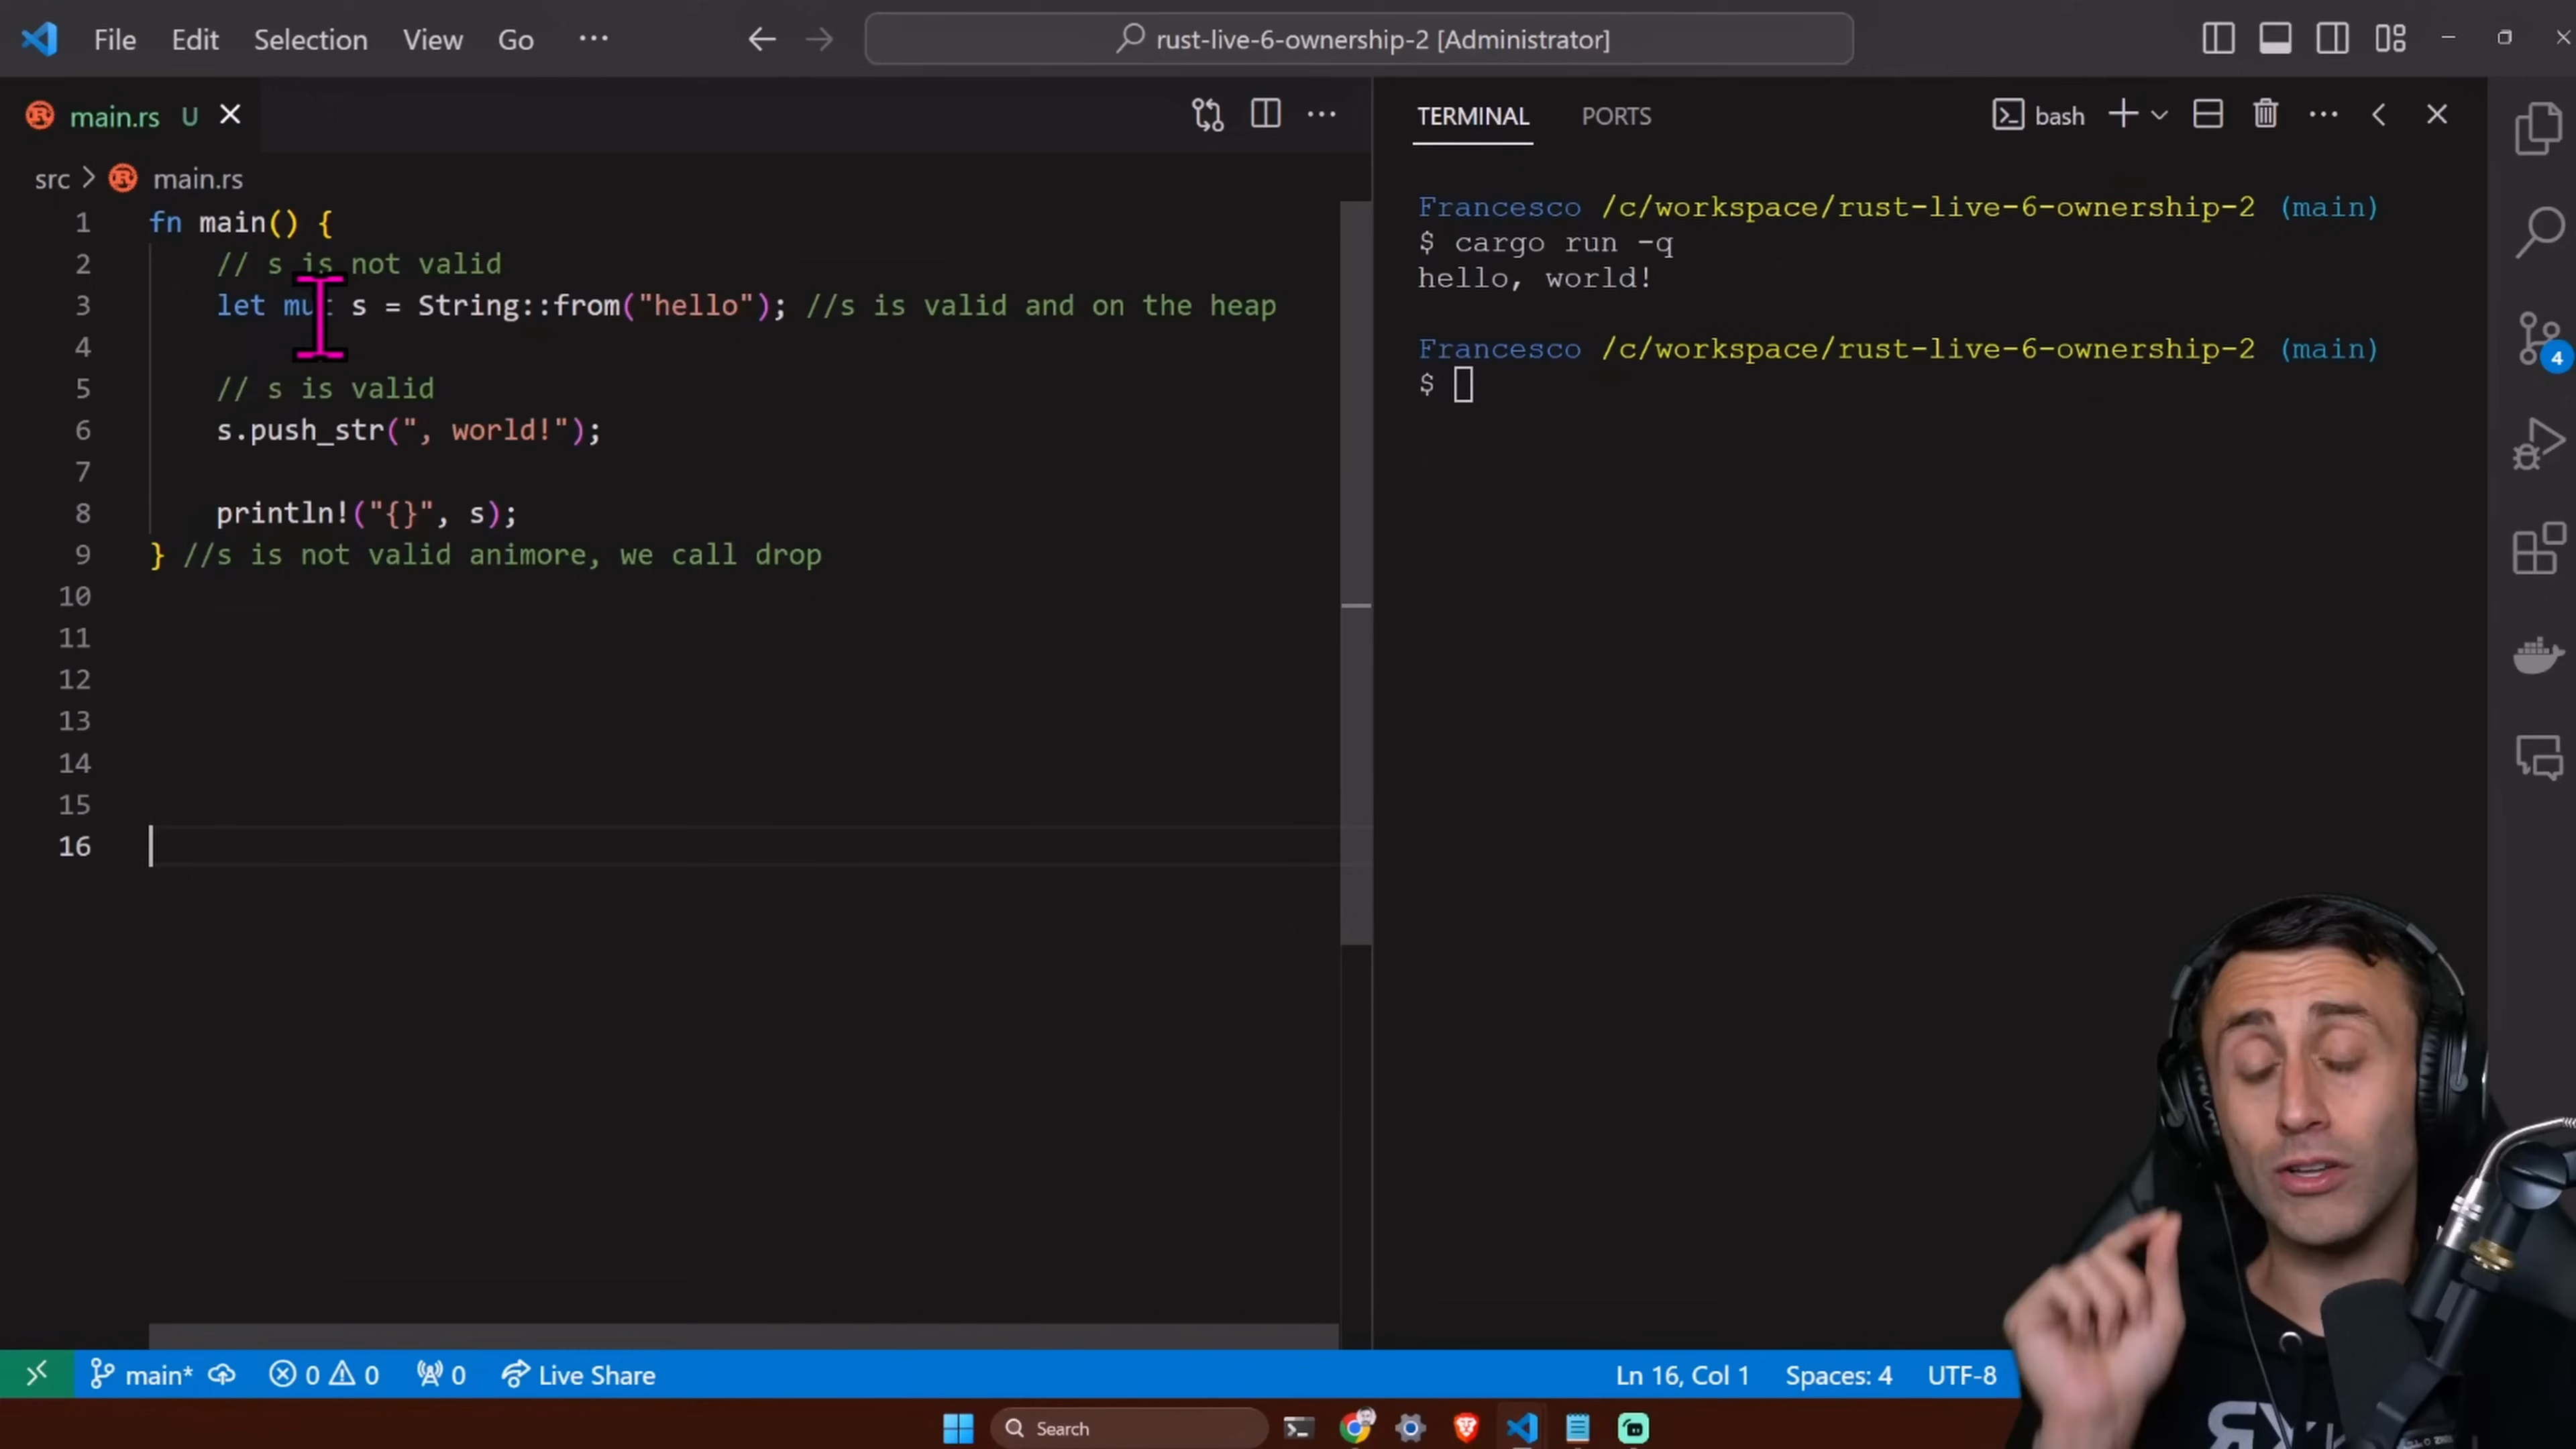 File Edit Selection View Go ... rust-live-6-ownership-2 [Administrator]
main.rs U
src > main.rs
1 fn main() {
2 // s is not valid
3 let mut s = String::from("hello"); //s is valid and on the heap
4
5 // s is valid
6 s.push_str(", world!");
7
8 println!("{}", s);
9 } //s is not valid animore, we call drop
10
11
12
13
14
15
16
TERMINAL PORTS bash
Francesco /c/workspace/rust-live-6-ownership-2 (main)
$ cargo run -q
hello, world!
Francesco /c/workspace/rust-live-6-ownership-2 (main)
$
4
main* 0 0 0 Live Share Ln 16, Col 1 Spaces: 4 UTF-8
Search